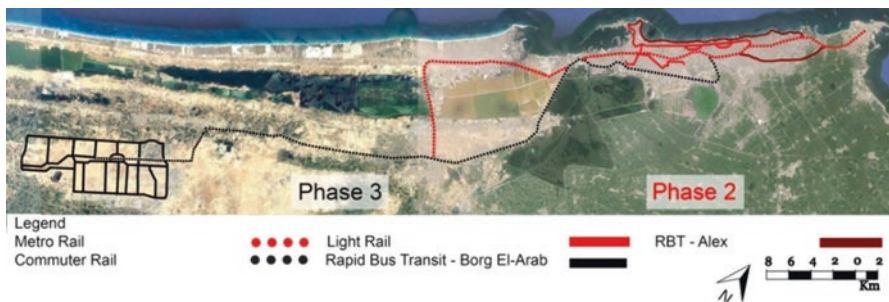 Phase 3
Phase 2
Legend
Metro Rail
Light Rail
RBT - Alex
Commuter Rail
Rapid Bus Transit - Borg El-Arab
8 6 4 2 0 2
Km
N